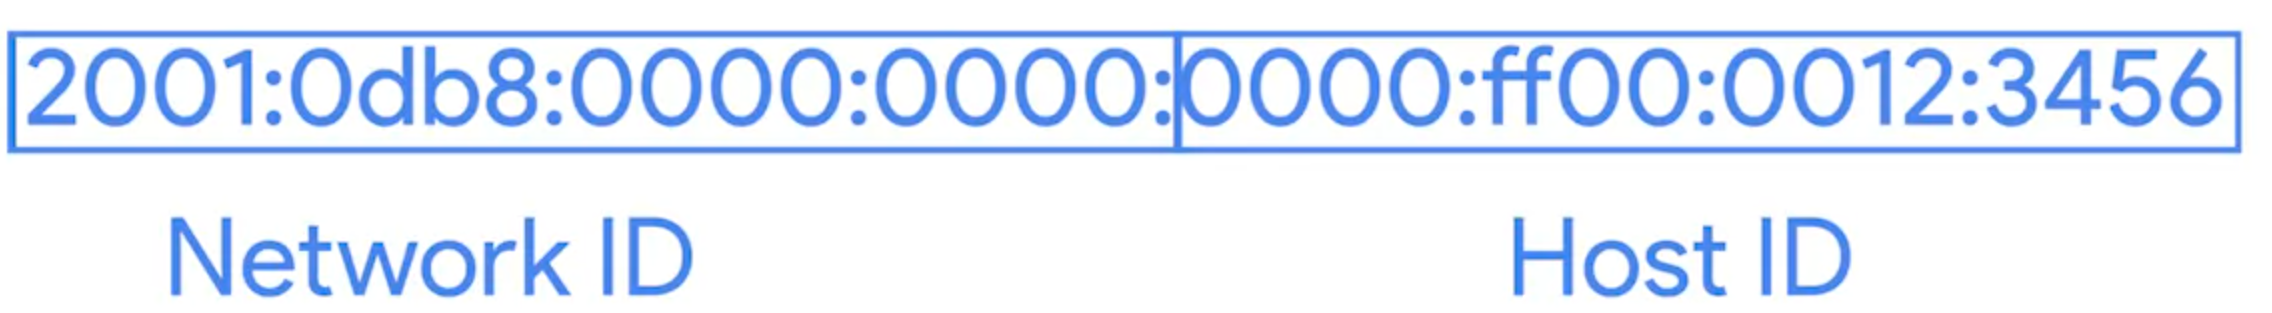 2001:0db8:0000:0000:0000:ff00:0012:3456
Network ID Host ID